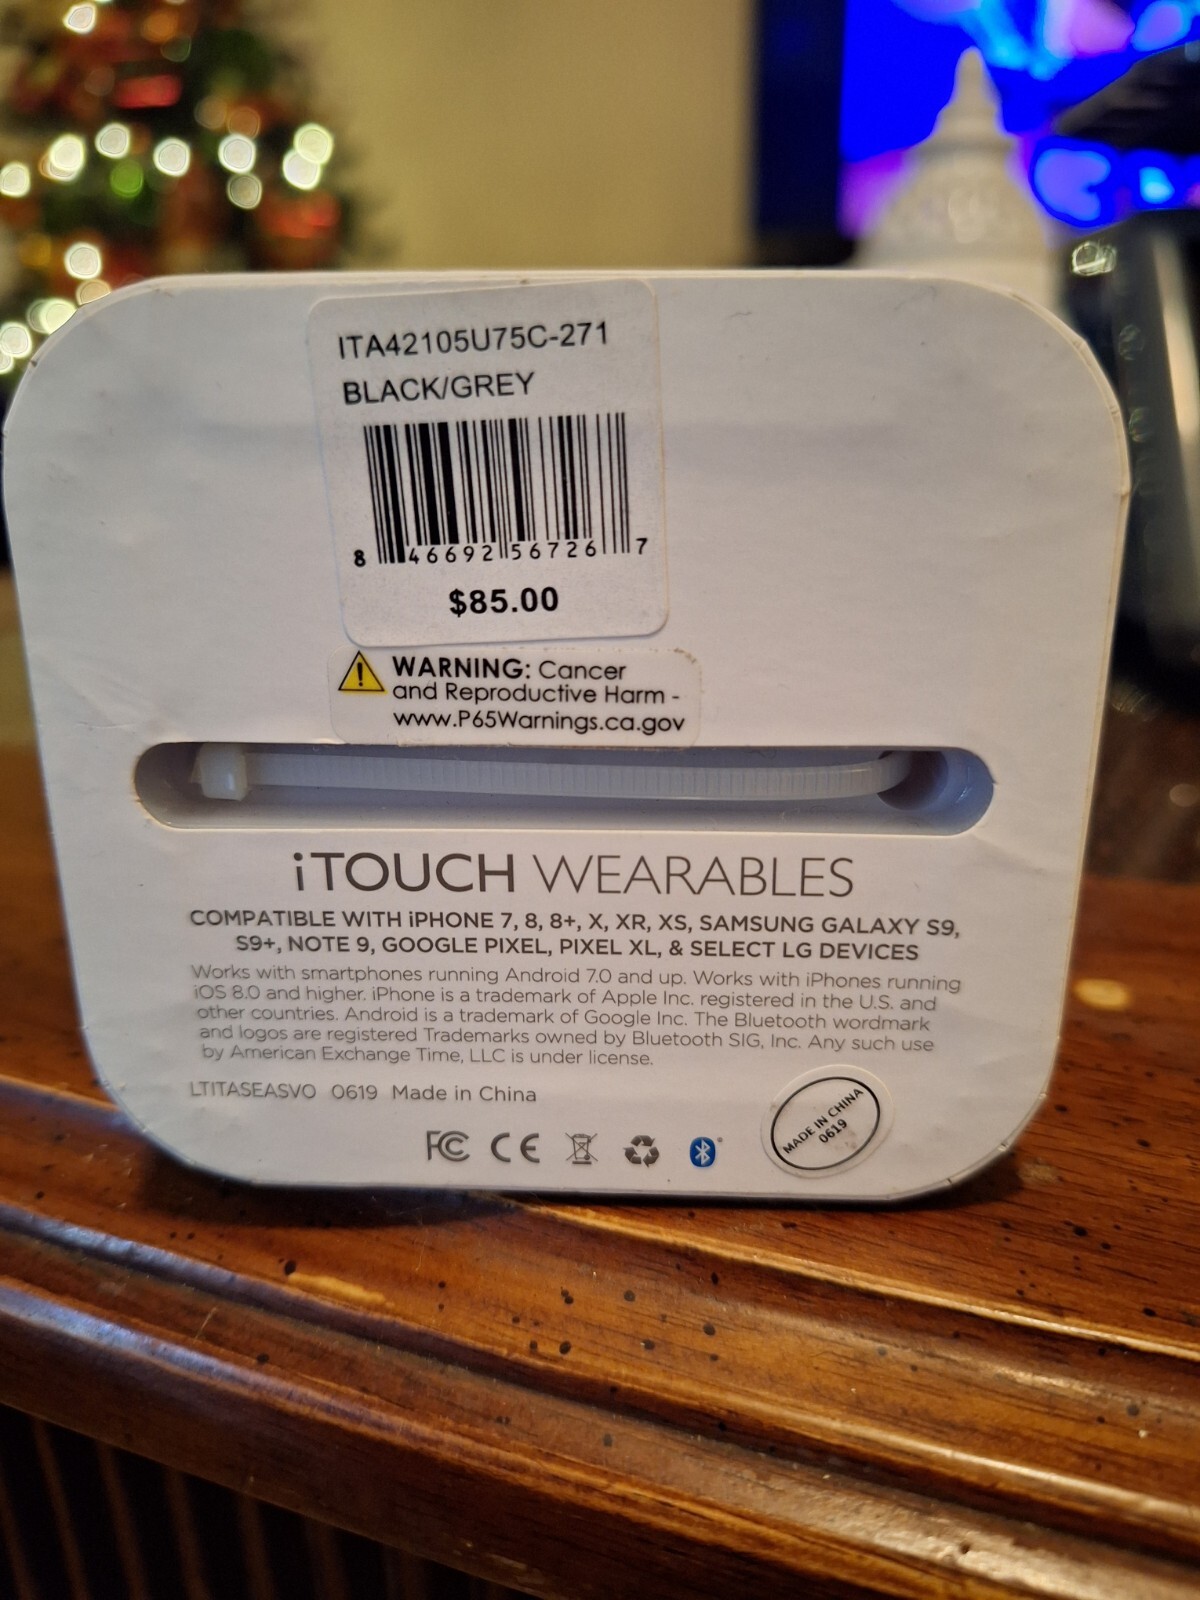 ITA42105U75C-271
BLACK/GREY
8 46692 56726 7
$85.00
WARNING: Cancer
and Reproductive Harm -
www.P65Warnings.ca.gov
iTOUCH WEARABLES
COMPATIBLE WITH iPHONE 7, 8, 8+, X, XR, XS, SAMSUNG GALAXY S9,
S9+, NOTE 9, GOOGLE PIXEL, PIXEL XL, & SELECT LG DEVICES
Works with smartphones running Android 7.0 and up. Works with iPhones running
iOS 8.0 and higher. iPhone is a trademark of Apple Inc. registered in the U.S. and
other countries. Android is a trademark of Google Inc. The Bluetooth wordmark
and logos are registered Trademarks owned by Bluetooth SIG, Inc. Any such use
by American Exchange Time, LLC is under license.
LTITASEASVO 0619 Made in China
FC CE
MADE IN CHINA
0619